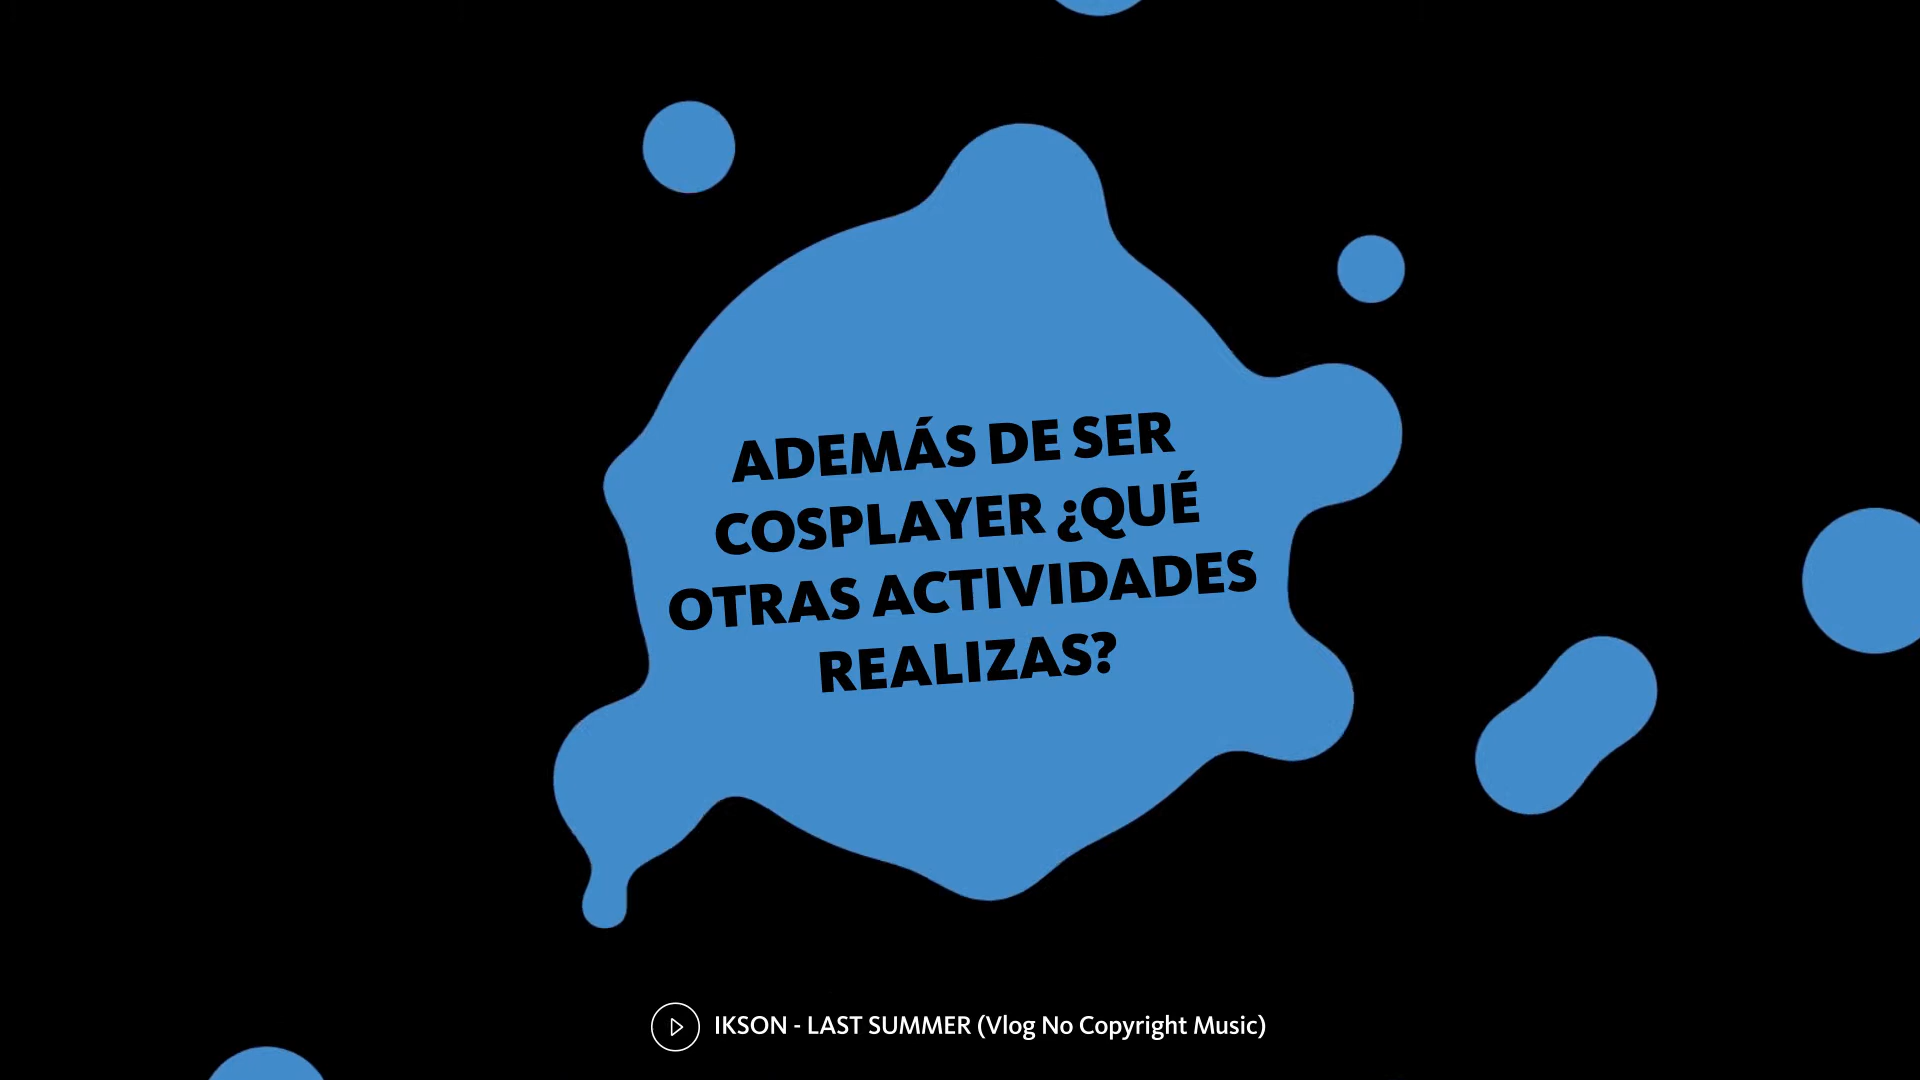 ADEMÁS DE SER
COSPLAYER ¿QUÉ
OTRAS ACTIVIDADES
REALIZAS?
IKSON - LAST SUMMER (Vlog No Copyright Music)